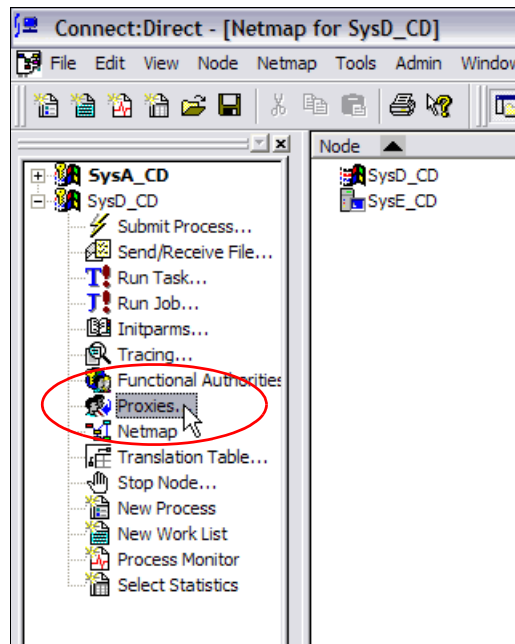 Connect:Direct - [Netmap for SysD_CD]
File Edit View Node Netmap Tools Admin Window
Node
SysA_CD
SysD_CD
SysD_CD
SysE_CD
Submit Process...
Send/Receive File...
Run Task...
Run Job...
Initparms...
Tracing...
Functional Authorities
Proxies...
Netmap
Translation Table...
Stop Node...
New Process
New Work List
Process Monitor
Select Statistics